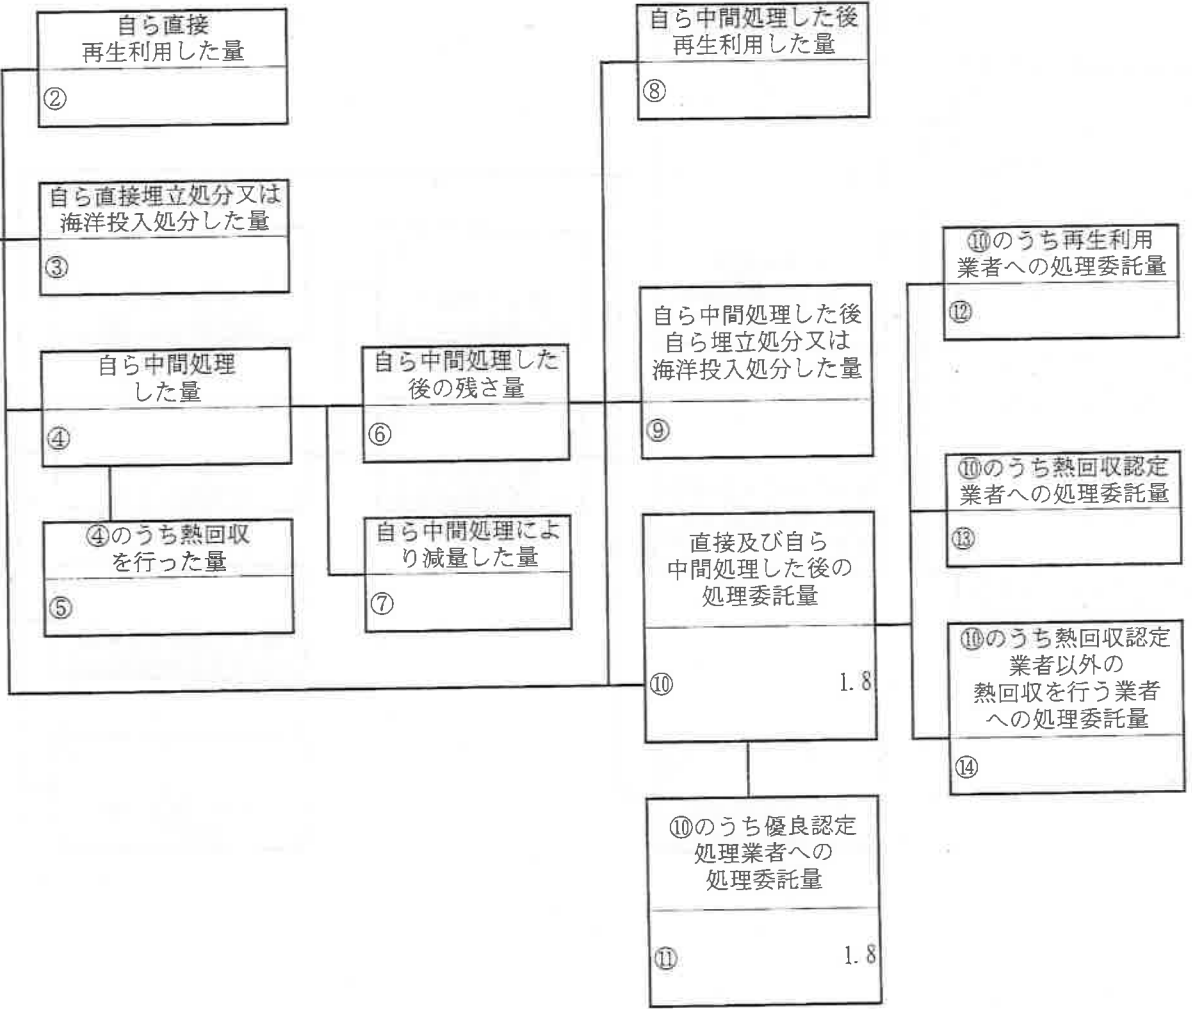 自ら直接
再生利用した量
②
自ら直接埋立処分又は
海洋投入処分した量
③
自ら中間処理
した量
④
④のうち熱回収
を行った量
⑤
自ら中間処理した
後の残さ量
⑥
自ら中間処理によ
り減量した量
⑦
自ら中間処理した後
再生利用した量
⑧
自ら中間処理した後
自ら埋立処分又は
海洋投入処分した量
⑨
直接及び自ら
中間処理した後の
処理委託量
⑩ 1.8
⑩のうち優良認定
処理業者への
処理委託量
⑪ 1.8
⑩のうち再生利用
業者への処理委託量
⑫
⑩のうち熱回収認定
業者への処理委託量
⑬
⑩のうち熱回収認定
業者以外の
熱回収を行う業者
への処理委託量
⑭